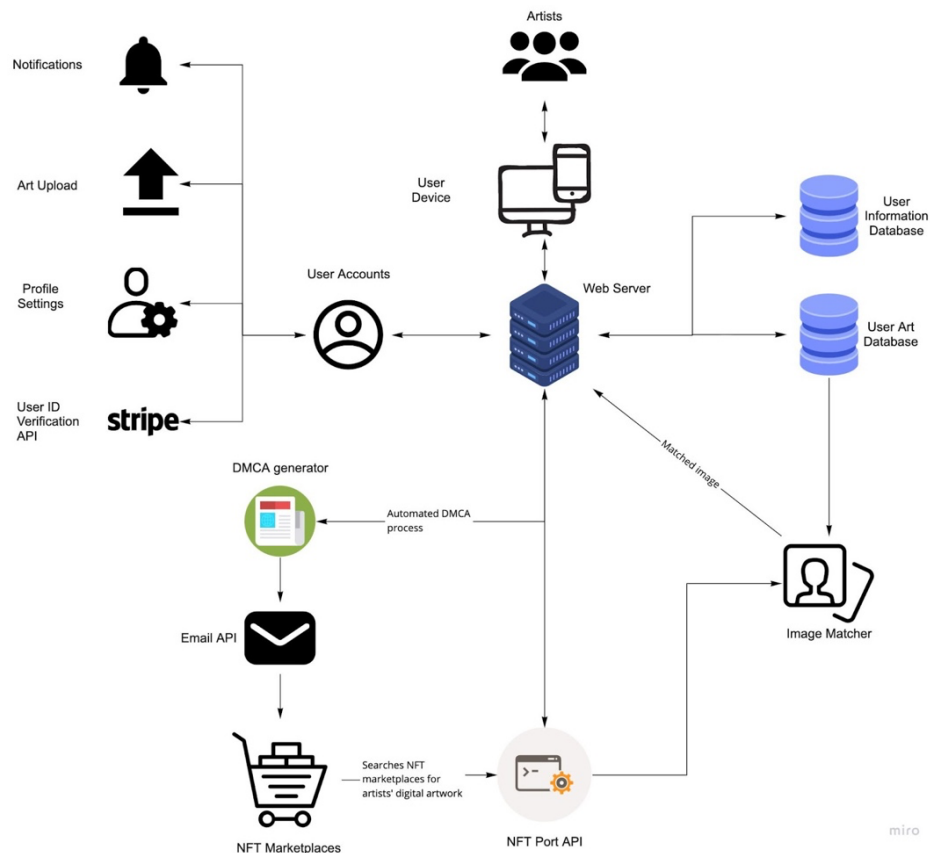 Artists
Notifications
Art Upload
User
Device
User
Information
Database
Profile
Settings
User Accounts
Web Server
User Art
Database
User ID
Verification
API
stripe
Matched image
DMCA generator
Automated DMCA
process
Email API
Image Matcher
Searches NFT
marketplaces for
artists' digital artwork
NFT Marketplaces
NFT Port API
miro